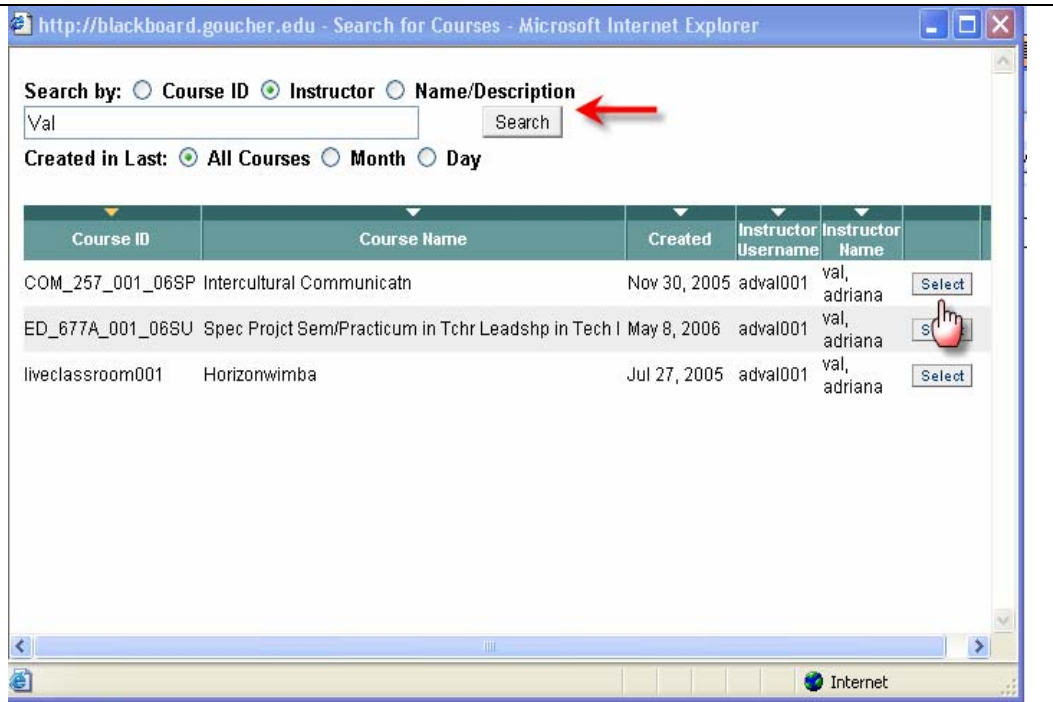 http://blackboard.goucher.edu - Search for Courses - Microsoft Internet Explorer
Search by: Course ID Instructor Name/Description
Val Search
Created in Last: All Courses Month Day
Course ID Course Name Created Instructor Username Instructor Name
COM_257_001_06SP Intercultural Communicatn Nov 30, 2005 adval001 val, adriana Select
ED_677A_001_06SU Spec Projct Sem/Practicum in Tchr Leadshp in Tech I May 8, 2006 adval001 val, adriana
liveclassroom001 Horizonwimba Jul 27, 2005 adval001 val, adriana Select
Internet